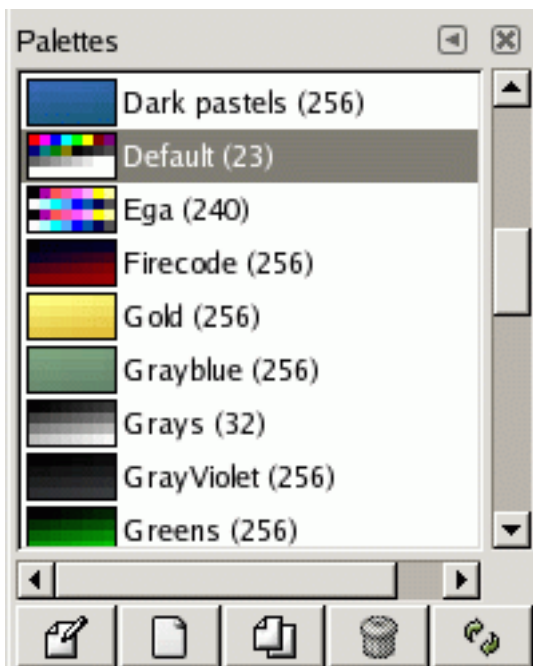 Palettes
Dark pastels (256)
Default (23)
Ega (240)
Firecode (256)
Gold (256)
Grayblue (256)
Grays (32)
GrayViolet (256)
Greens (256)